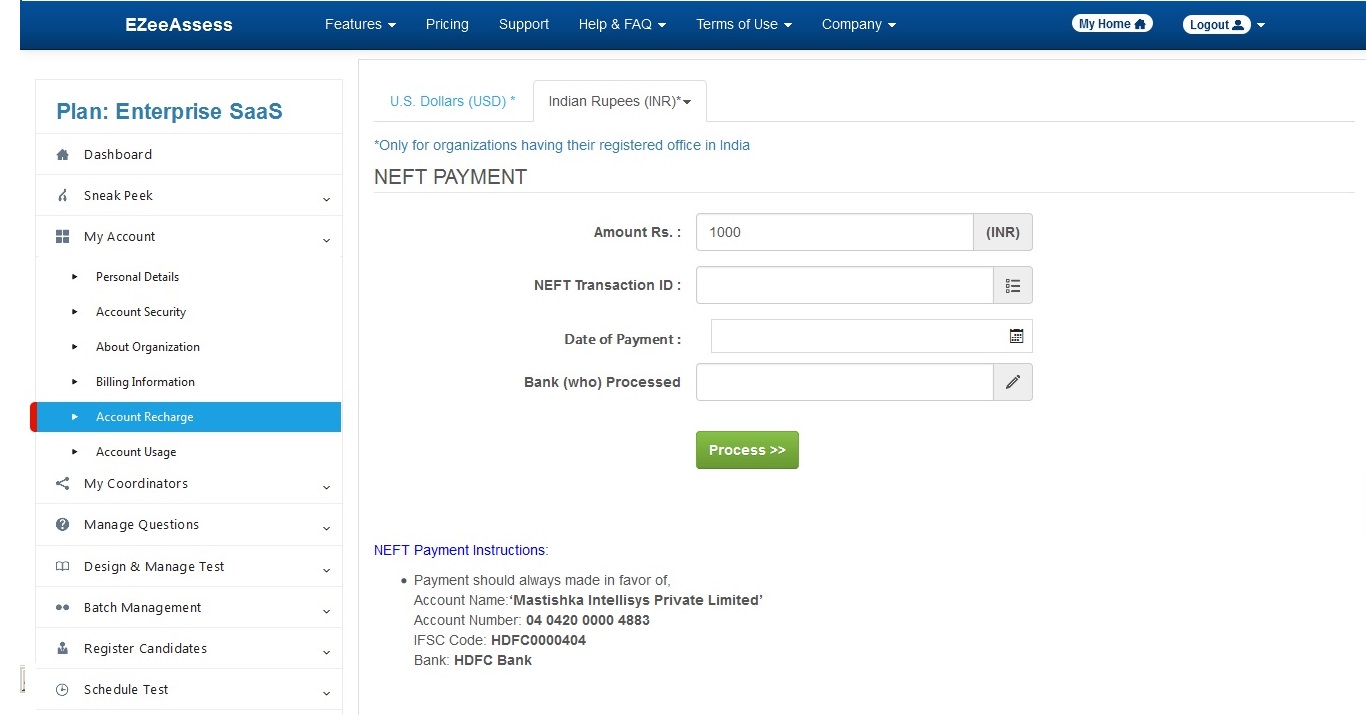 EZeeAssess
Features
Pricing
Support
Help & FAQ
Terms of Use
Company
My Home
Logout
Plan: Enterprise SaaS
Dashboard
Sneak Peek
My Account
Personal Details
Account Security
About Organization
Billing Information
Account Recharge
Account Usage
My Coordinators
Manage Questions
Design & Manage Test
Batch Management
Register Candidates
Schedule Test
U.S. Dollars (USD) *
Indian Rupees (INR)*
*Only for organizations having their registered office in India
NEFT PAYMENT
Amount Rs. : 1000 (INR)
NEFT Transaction ID :
Date of Payment :
Bank (who) Processed
Process >>
NEFT Payment Instructions:
• Payment should always made in favor of,
Account Name:‘Mastishka Intellisys Private Limited’
Account Number: 04 0420 0000 4883
IFSC Code: HDFC0000404
Bank: HDFC Bank